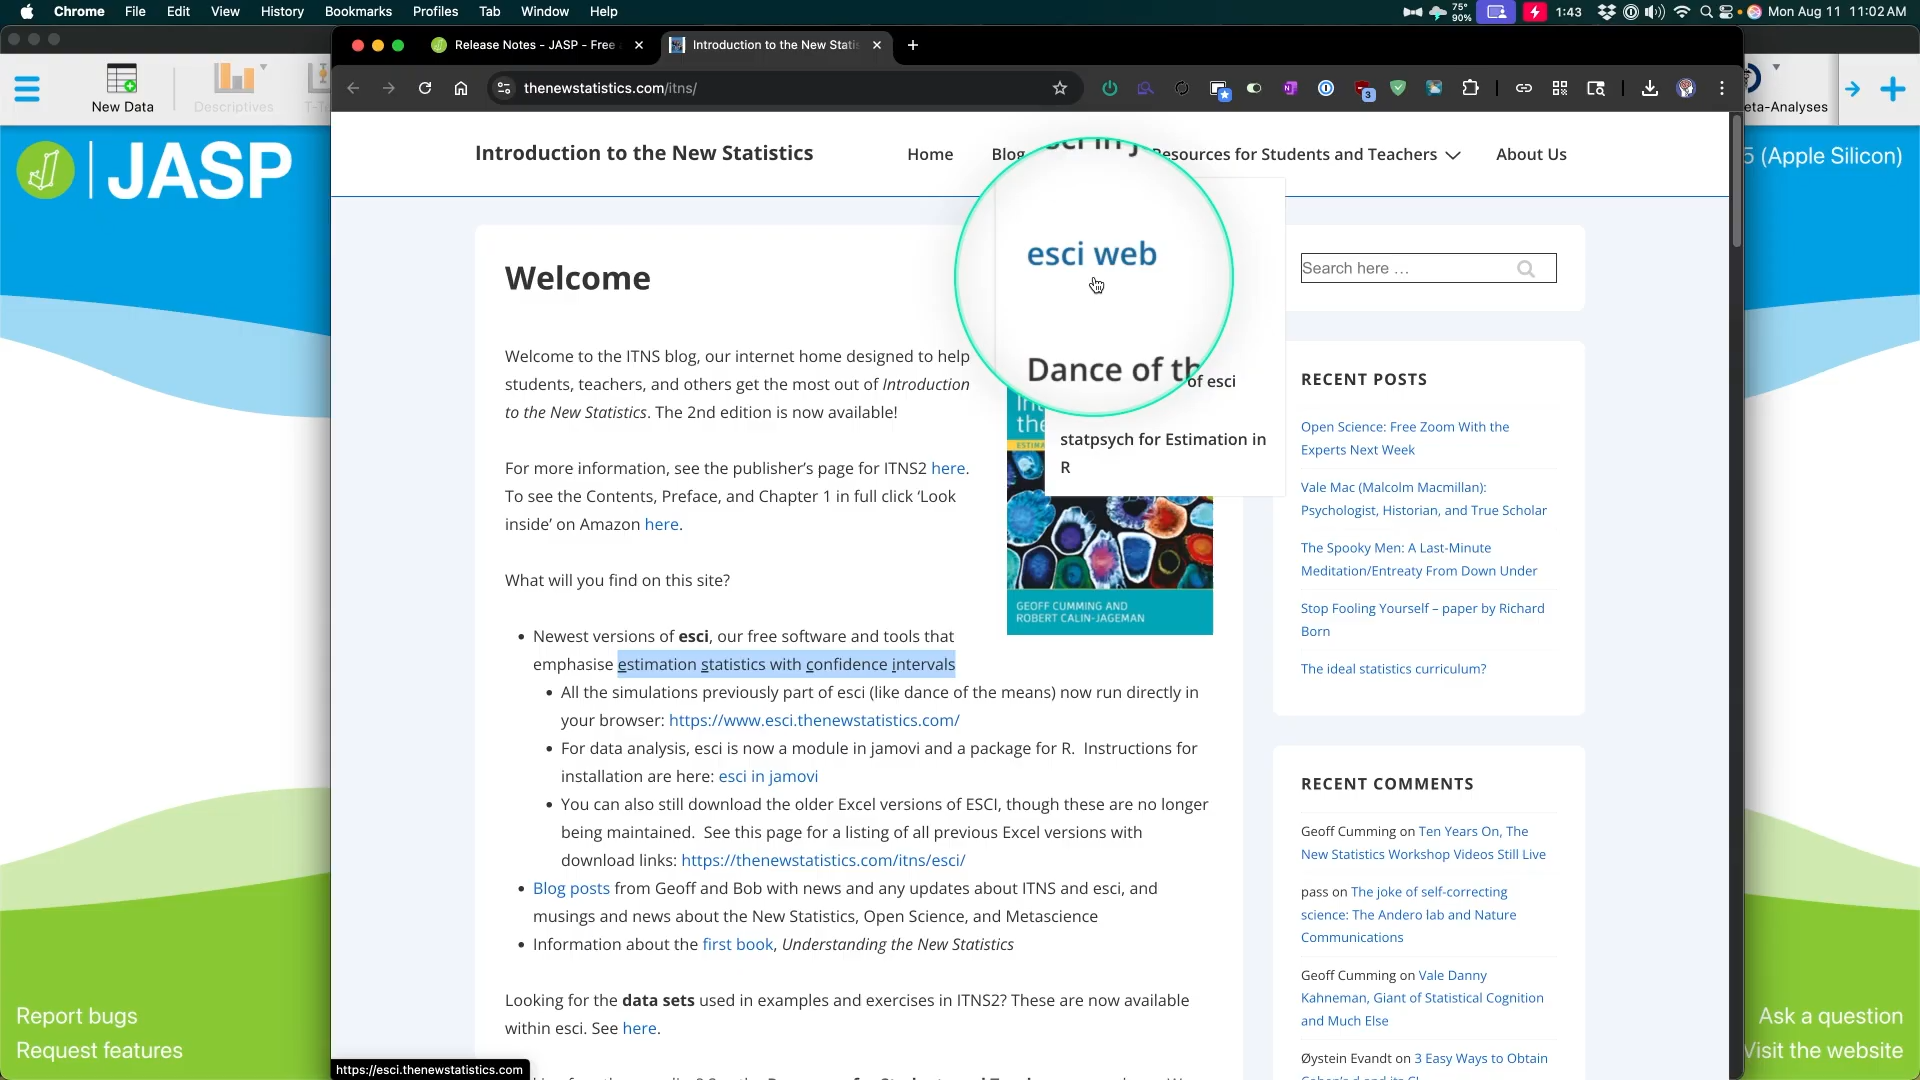 Chrome File Edit View History Bookmarks Profiles Tab Window Help
75°
90%
1:43
Mon Aug 11 11:02 AM
Release Notes - JASP - Free
Introduction to the New Statis
thenewstatistics.com/itns/
3
New Data
Descriptives
T-Te
eta-Analyses
JASP
5 (Apple Silicon)
Introduction to the New Statistics
Home
Blog
Resources for Students and Teachers
About Us
esci in j
esci web
Dance of th
of esci
statpsych for Estimation in
R
Welcome
Welcome to the ITNS blog, our internet home designed to help
students, teachers, and others get the most out of Introduction
to the New Statistics. The 2nd edition is now available!
For more information, see the publisher's page for ITNS2 here.
To see the Contents, Preface, and Chapter 1 in full click 'Look
inside' on Amazon here.
What will you find on this site?
• Newest versions of esci, our free software and tools that
emphasise estimation statistics with confidence intervals
• All the simulations previously part of esci (like dance of the means) now run directly in
your browser: https://www.esci.thenewstatistics.com/
• For data analysis, esci is now a module in jamovi and a package for R. Instructions for
installation are here: esci in jamovi
• You can also still download the older Excel versions of ESCI, though these are no longer
being maintained. See this page for a listing of all previous Excel versions with
download links: https://thenewstatistics.com/itns/esci/
• Blog posts from Geoff and Bob with news and any updates about ITNS and esci, and
musings and news about the New Statistics, Open Science, and Metascience
• Information about the first book, Understanding the New Statistics
Looking for the data sets used in examples and exercises in ITNS2? These are now available
within esci. See here.
Int
the
GEOFF CUMMING AND
ROBERT CALIN-JAGEMAN
Search here …
RECENT POSTS
Open Science: Free Zoom With the
Experts Next Week
Vale Mac (Malcolm Macmillan):
Psychologist, Historian, and True Scholar
The Spooky Men: A Last-Minute
Meditation/Entreaty From Down Under
Stop Fooling Yourself – paper by Richard
Born
The ideal statistics curriculum?
RECENT COMMENTS
Geoff Cumming on Ten Years On, The
New Statistics Workshop Videos Still Live
pass on The joke of self-correcting
science: The Andero lab and Nature
Communications
Geoff Cumming on Vale Danny
Kahneman, Giant of Statistical Cognition
and Much Else
Øystein Evandt on 3 Easy Ways to Obtain
Report bugs
Request features
Ask a question
Visit the website
https://esci.thenewstatistics.com